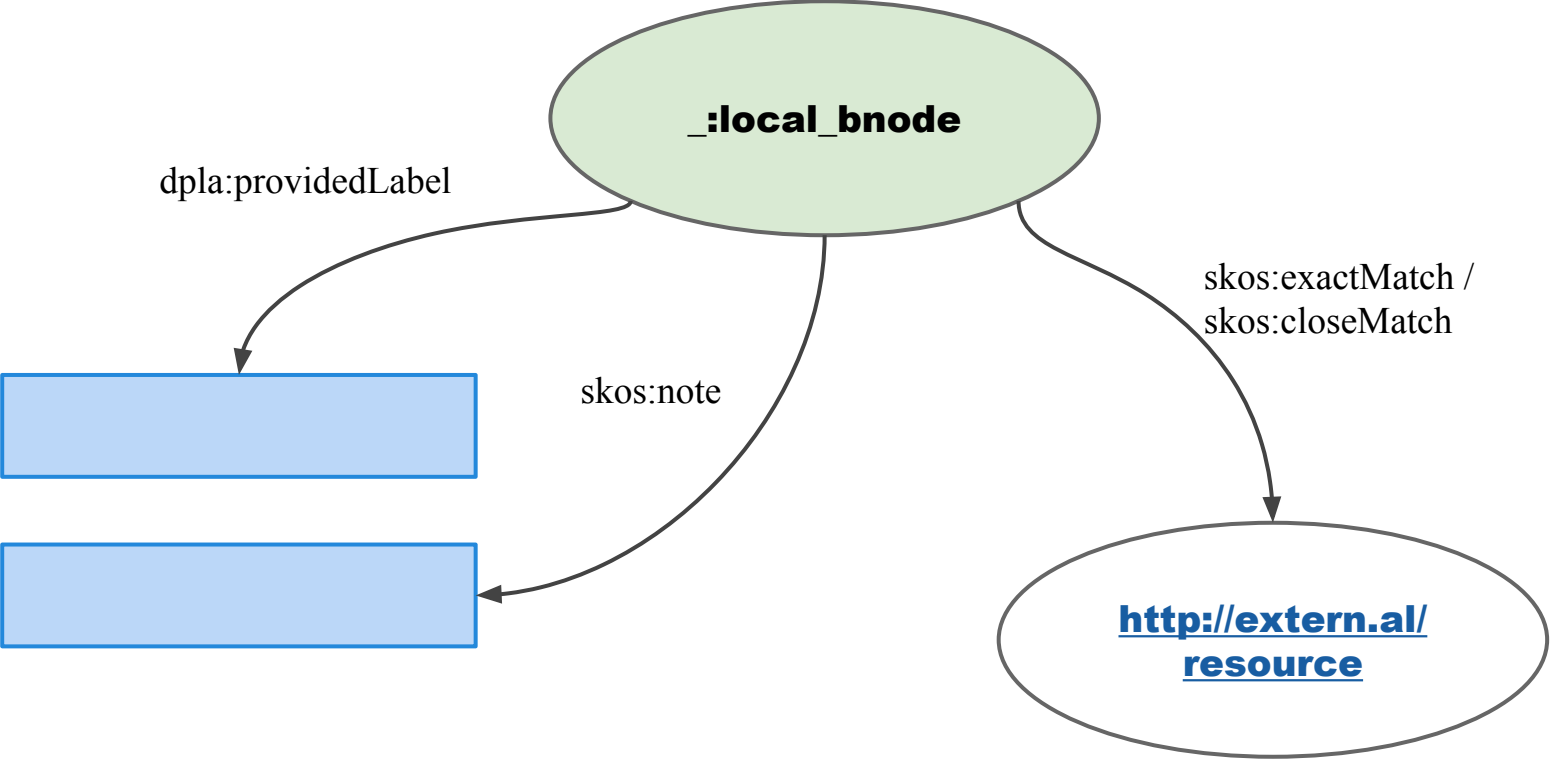 _:local_bnode
dpla:providedLabel
skos:exactMatch /
skos:closeMatch
skos:note
http://extern.al/
resource